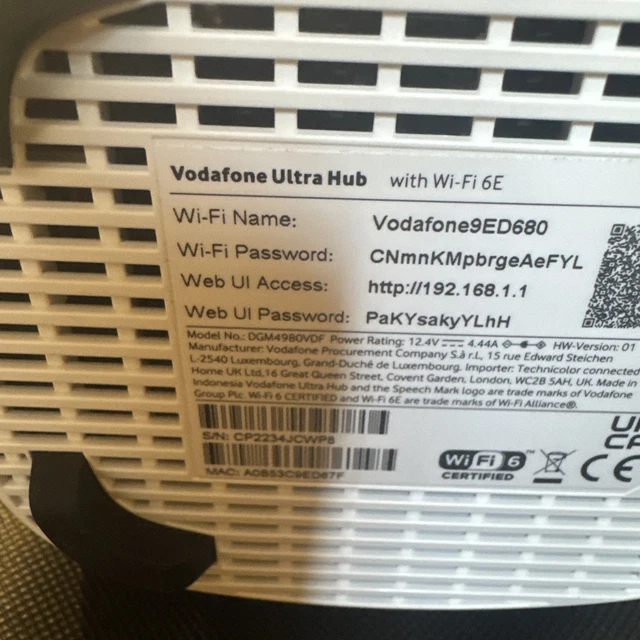 Vodafone Ultra Hub with Wi-Fi 6E
Wi-Fi Name: Vodafone9ED680
Wi-Fi Password: CNmnKMpbrgeAeFYL
Web UI Access: http://192.168.1.1
Web UI Password: PaKYsakyYLhH
Model No.: DGM4980VDF Power Rating: 12.4V 4.44A HW-Version: 01
Manufacturer: Vodafone Procurement Company S.à r.l., 15 rue Edward Steichen
L-2540 Luxembourg, Grand-Duché de Luxembourg. Importer: Technicolor connected
Home UK Ltd, 16 Great Queen Street, Covent Garden, London, WC2B 5AH, UK. Made in
Indonesia Vodafone Ultra Hub and the Speech Mark logo are trade marks of Vodafone
Group Plc. Wi-Fi 6 CERTIFIED and Wi-Fi 6E are trade marks of Wi-Fi Alliance®.
S/N: CP2234JCWP8
MAC: A0B53C9ED67F
Wi Fi 6™
CERTIFIED
CE
UK
CA